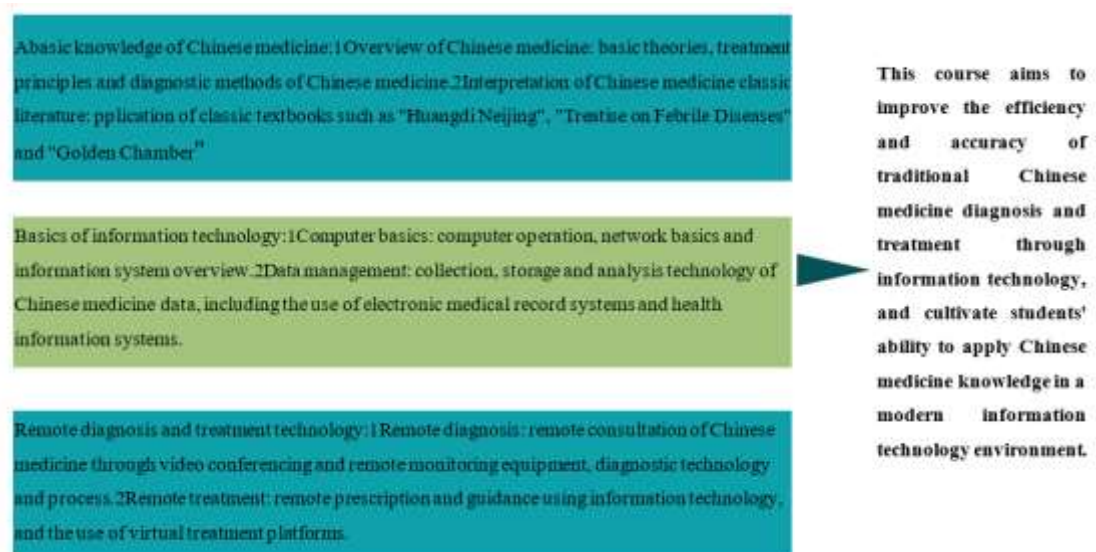 Abasic knowledge of Chinese medicine:1Overview of Chinese medicine: basic theories, treatment
principles and diagnostic methods of Chinese medicine.2Interpretation of Chinese medicine classic
literature: pplication of classic textbooks such as "Huangdi Neijing", "Treatise on Febrile Diseases"
and "Golden Chamber"
Basics of information technology:1Computer basics: computer operation, network basics and
information system overview.2Data management: collection, storage and analysis technology of
Chinese medicine data, including the use of electronic medical record systems and health
information systems.
Remote diagnosis and treatment technology:1Remote diagnosis: remote consultation of Chinese
medicine through video conferencing and remote monitoring equipment, diagnostic technology
and process.2Remote treatment: remote prescription and guidance using information technology,
and the use of virtual treatment platforms.
This course aims to
improve the efficiency
and accuracy of
traditional Chinese
medicine diagnosis and
treatment through
information technology,
and cultivate students'
ability to apply Chinese
medicine knowledge in a
modern information
technology environment.